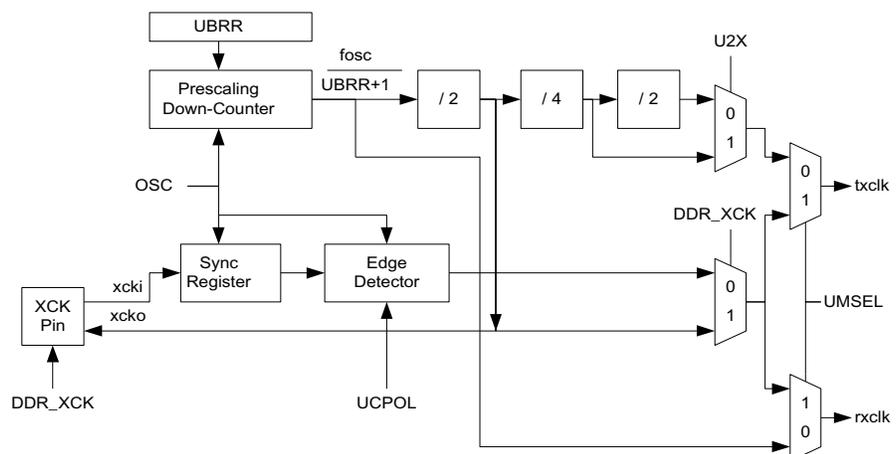 UBRR
fosc
U2X
Prescaling
Down-Counter
UBRR+1
/ 2
/ 4
/ 2
0
1
OSC
0
1
txclk
DDR_XCK
Sync
Register
Edge
Detector
xcki
0
1
XCK
Pin
xcko
UMSEL
DDR_XCK
UCPOL
1
0
rxclk